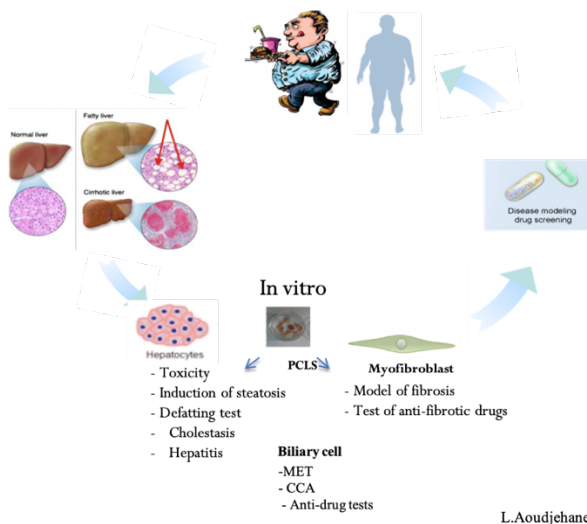 Fatty liver
Normal liver
Cirrhotic liver
Disease modeling
drug screening
In vitro
Hepatocytes
PCLS
Myofibroblast
- Toxicity
- Induction of steatosis
- Defatting test
- Cholestasis
- Hepatitis
- Model of fibrosis
- Test of anti-fibrotic drugs
Biliary cell
-MET
- CCA
- Anti-drug tests
L.Aoudjehane